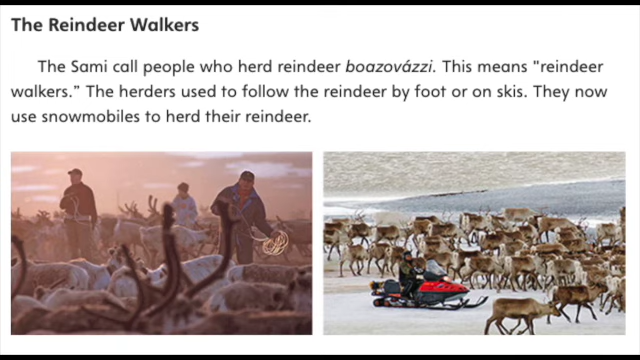 The Reindeer Walkers
The Sami call people who herd reindeer boazovázzi. This means "reindeer
walkers.” The herders used to follow the reindeer by foot or on skis. They now
use snowmobiles to herd their reindeer.